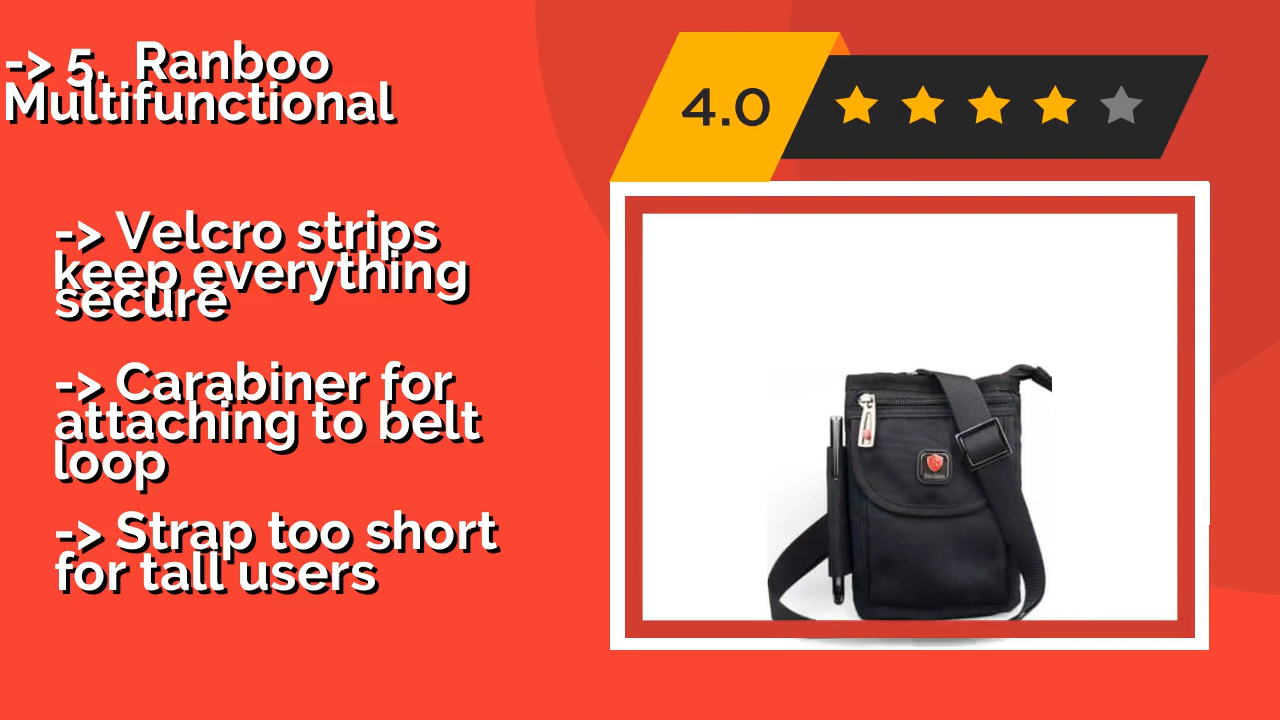 -> 5.  Ranboo
Multifunctional
4.0
-> Velcro strips
keep everything
secure
-> Carabiner for
attaching to belt
loop
-> Strap too short
for tall users